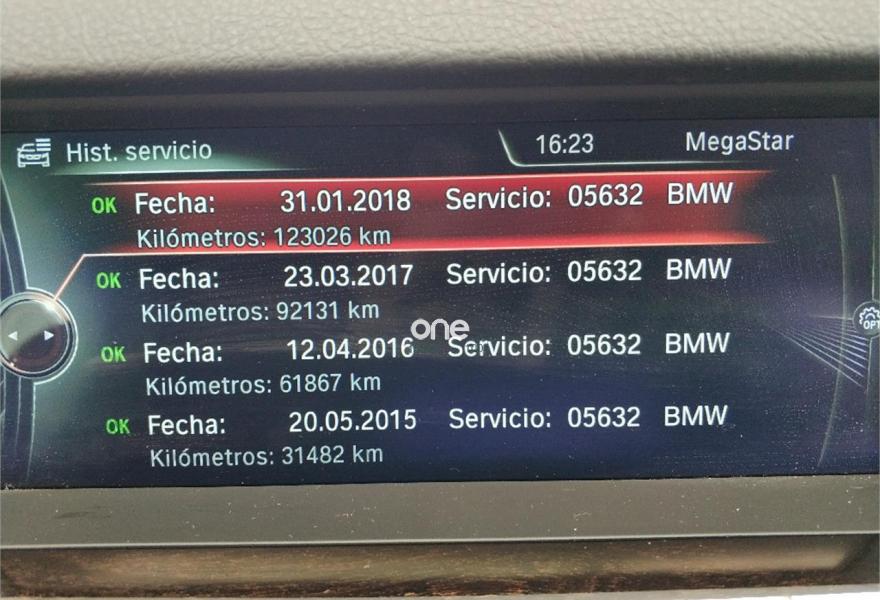 Hist. servicio 16:23 MegaStar
OK Fecha: 31.01.2018 Servicio: 05632 BMW
Kilómetros: 123026 km
OK Fecha: 23.03.2017 Servicio: 05632 BMW
Kilómetros: 92131 km
one
OK Fecha: 12.04.2016 Servicio: 05632 BMW
Kilómetros: 61867 km
OK Fecha: 20.05.2015 Servicio: 05632 BMW
Kilómetros: 31482 km
OPT